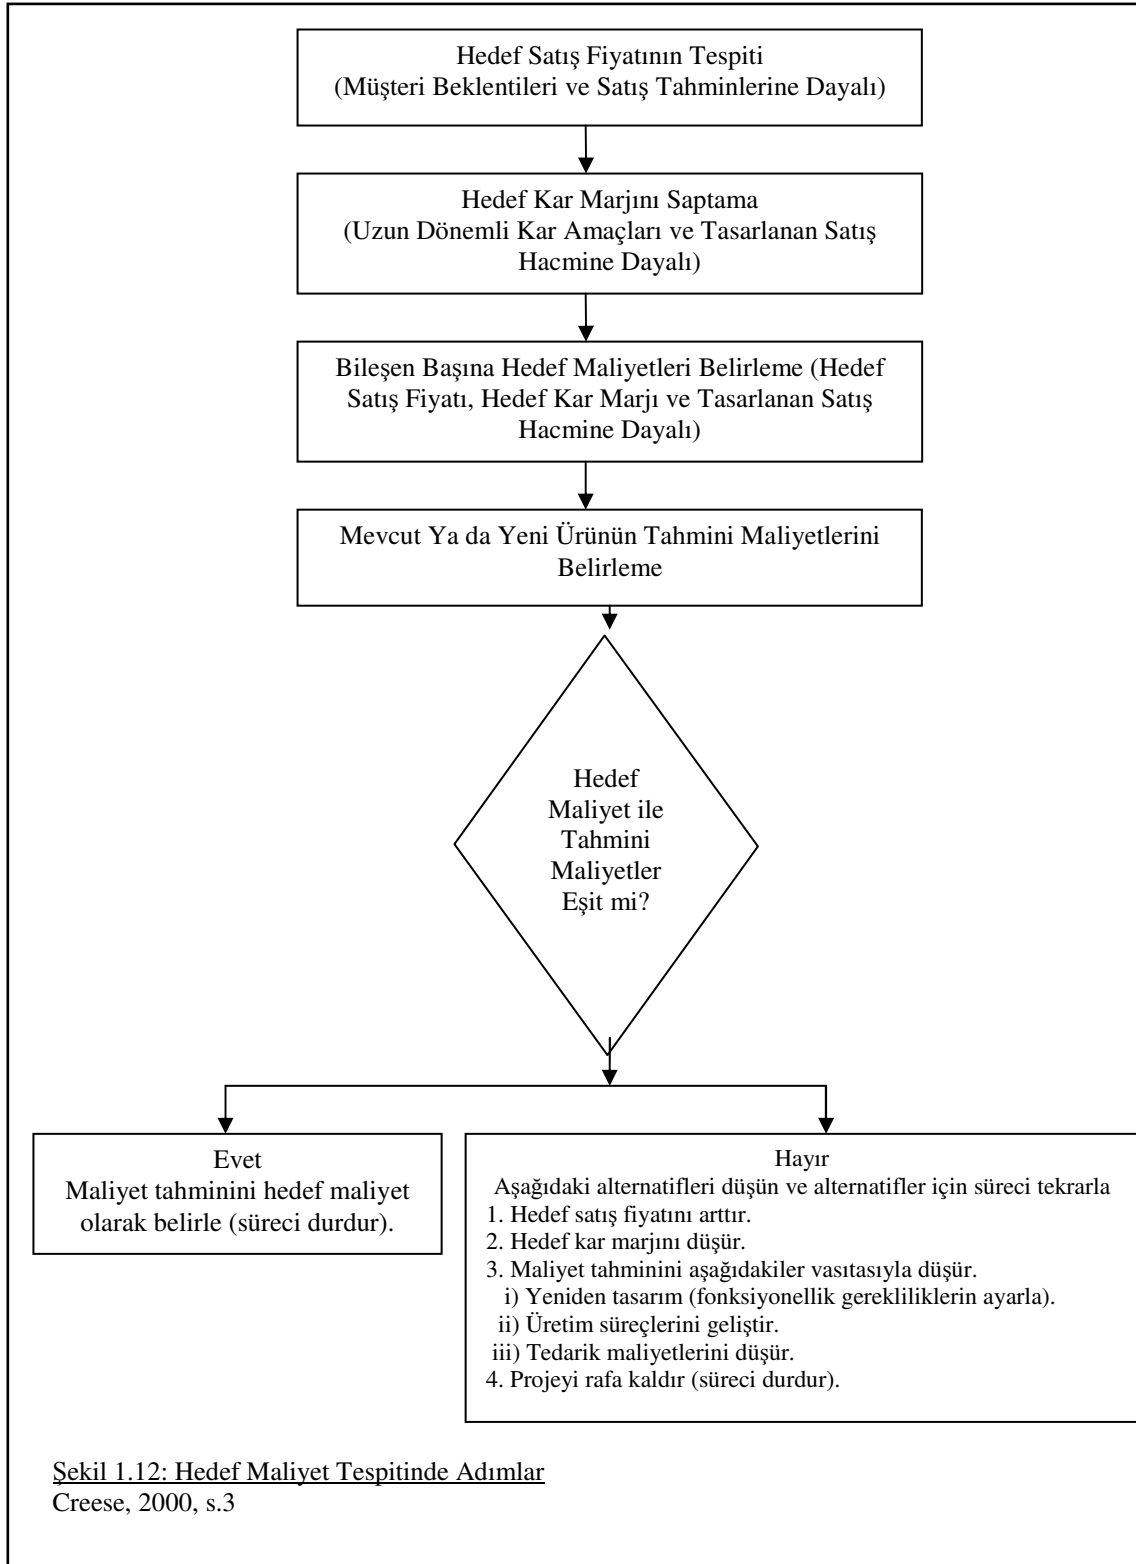 Hedef Satış Fiyatının Tespiti
(Müşteri Beklentileri ve Satış Tahminlerine Dayalı)
Hedef Kar Marjını Saptama
(Uzun Dönemli Kar Amaçları ve Tasarlanan Satış
Hacmine Dayalı)
Bileşen Başına Hedef Maliyetleri Belirleme (Hedef
Satış Fiyatı, Hedef Kar Marjı ve Tasarlanan Satış
Hacmine Dayalı)
Mevcut Ya da Yeni Ürünün Tahmini Maliyetlerini
Belirleme
Hedef
Maliyet ile
Tahmini
Maliyetler
Eşit mi?
Evet
Maliyet tahminini hedef maliyet
olarak belirle (süreci durdur).
Hayır
Aşağıdaki alternatifleri düşün ve alternatifler için süreci tekrarla
1. Hedef satış fiyatını arttır.
2. Hedef kar marjını düşür.
3. Maliyet tahminini aşağıdakiler vasıtasıyla düşür.
i) Yeniden tasarım (fonksiyonellik gerekliliklerin ayarla).
ii) Üretim süreçlerini geliştir.
iii) Tedarik maliyetlerini düşür.
4. Projeyi rafa kaldır (süreci durdur).
Şekil 1.12: Hedef Maliyet Tespitinde Adımlar
Creese, 2000, s.3